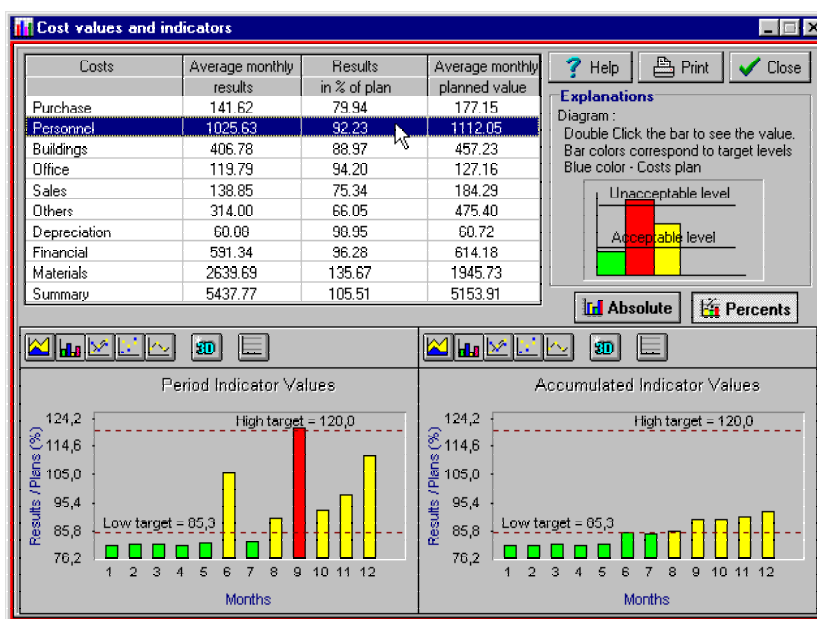 Cost values and indicators
Costs Average monthly results Results in % of plan Average monthly planned value
Purchase 141.62 79.94 177.15
Personnel 1025.63 92.23 1112.05
Buildings 406.78 88.97 457.23
Office 119.79 94.20 127.16
Sales 138.85 75.34 184.29
Others 314.00 66.05 475.40
Depreciation 60.08 98.95 60.72
Financial 591.34 96.28 614.18
Materials 2639.69 135.67 1945.73
Summary 5437.77 105.51 5153.91
? Help Print Close
Explanations
Diagram :
Double Click the bar to see the value.
Bar colors correspond to target levels
Blue color - Costs plan
Unacceptable level
Acceptable level
Absolute Percents
3D
3D
Period Indicator Values
Results / Plans (%)
124,2
114,6
105,0
95,4
85,8
76,2
High target = 120,0
Low target = 85,3
1 2 3 4 5 6 7 8 9 10 11 12
Months
Accumulated Indicator Values
Results / Plans (%)
124,2
114,6
105,0
95,4
85,8
76,2
High target = 120,0
Low target = 85,3
1 2 3 4 5 6 7 8 9 10 11 12
Months